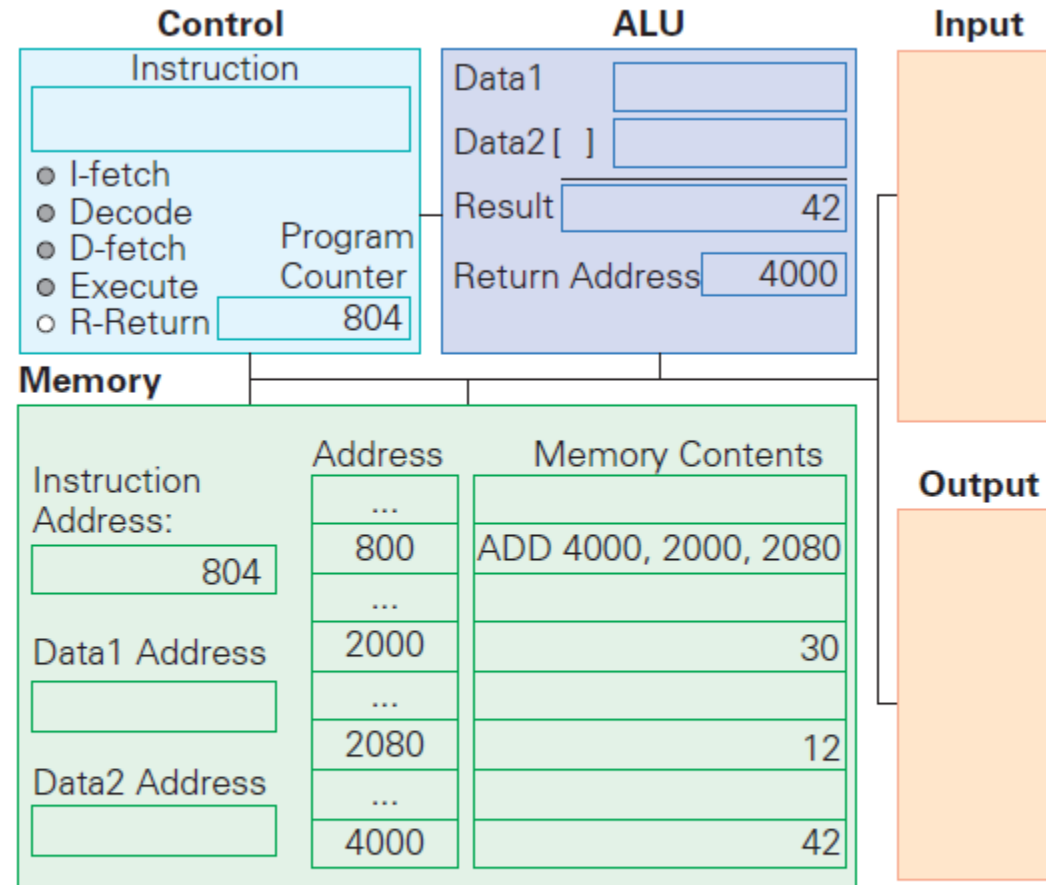 Control
ALU
Input
Instruction
I-fetch
Decode
D-fetch
Execute
R-Return
Program
Counter
804
Data1
Data2 [ ]
Result 42
Return Address 4000
Memory
Instruction
Address:
804
Data1 Address
Data2 Address
Address Memory Contents
...
800 ADD 4000, 2000, 2080
...
2000 30
...
2080 12
...
4000 42
Output